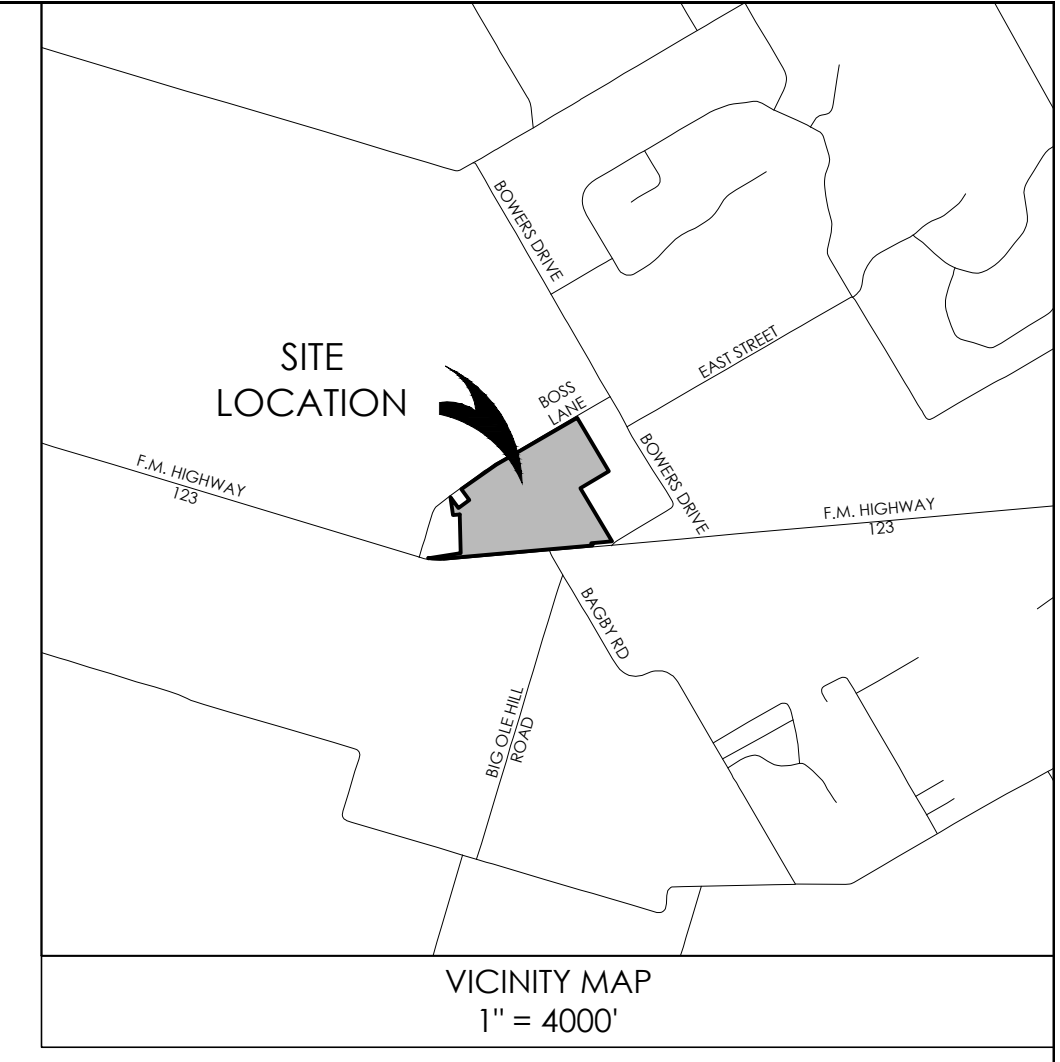 BOWERS DRIVE
EAST STREET
SITE
LOCATION
BOSS
LANE
BOWERS DRIVE
F.M. HIGHWAY
123
F.M. HIGHWAY
123
BAGBY RD
BIG OLE HILL
ROAD
VICINITY MAP
1" = 4000'